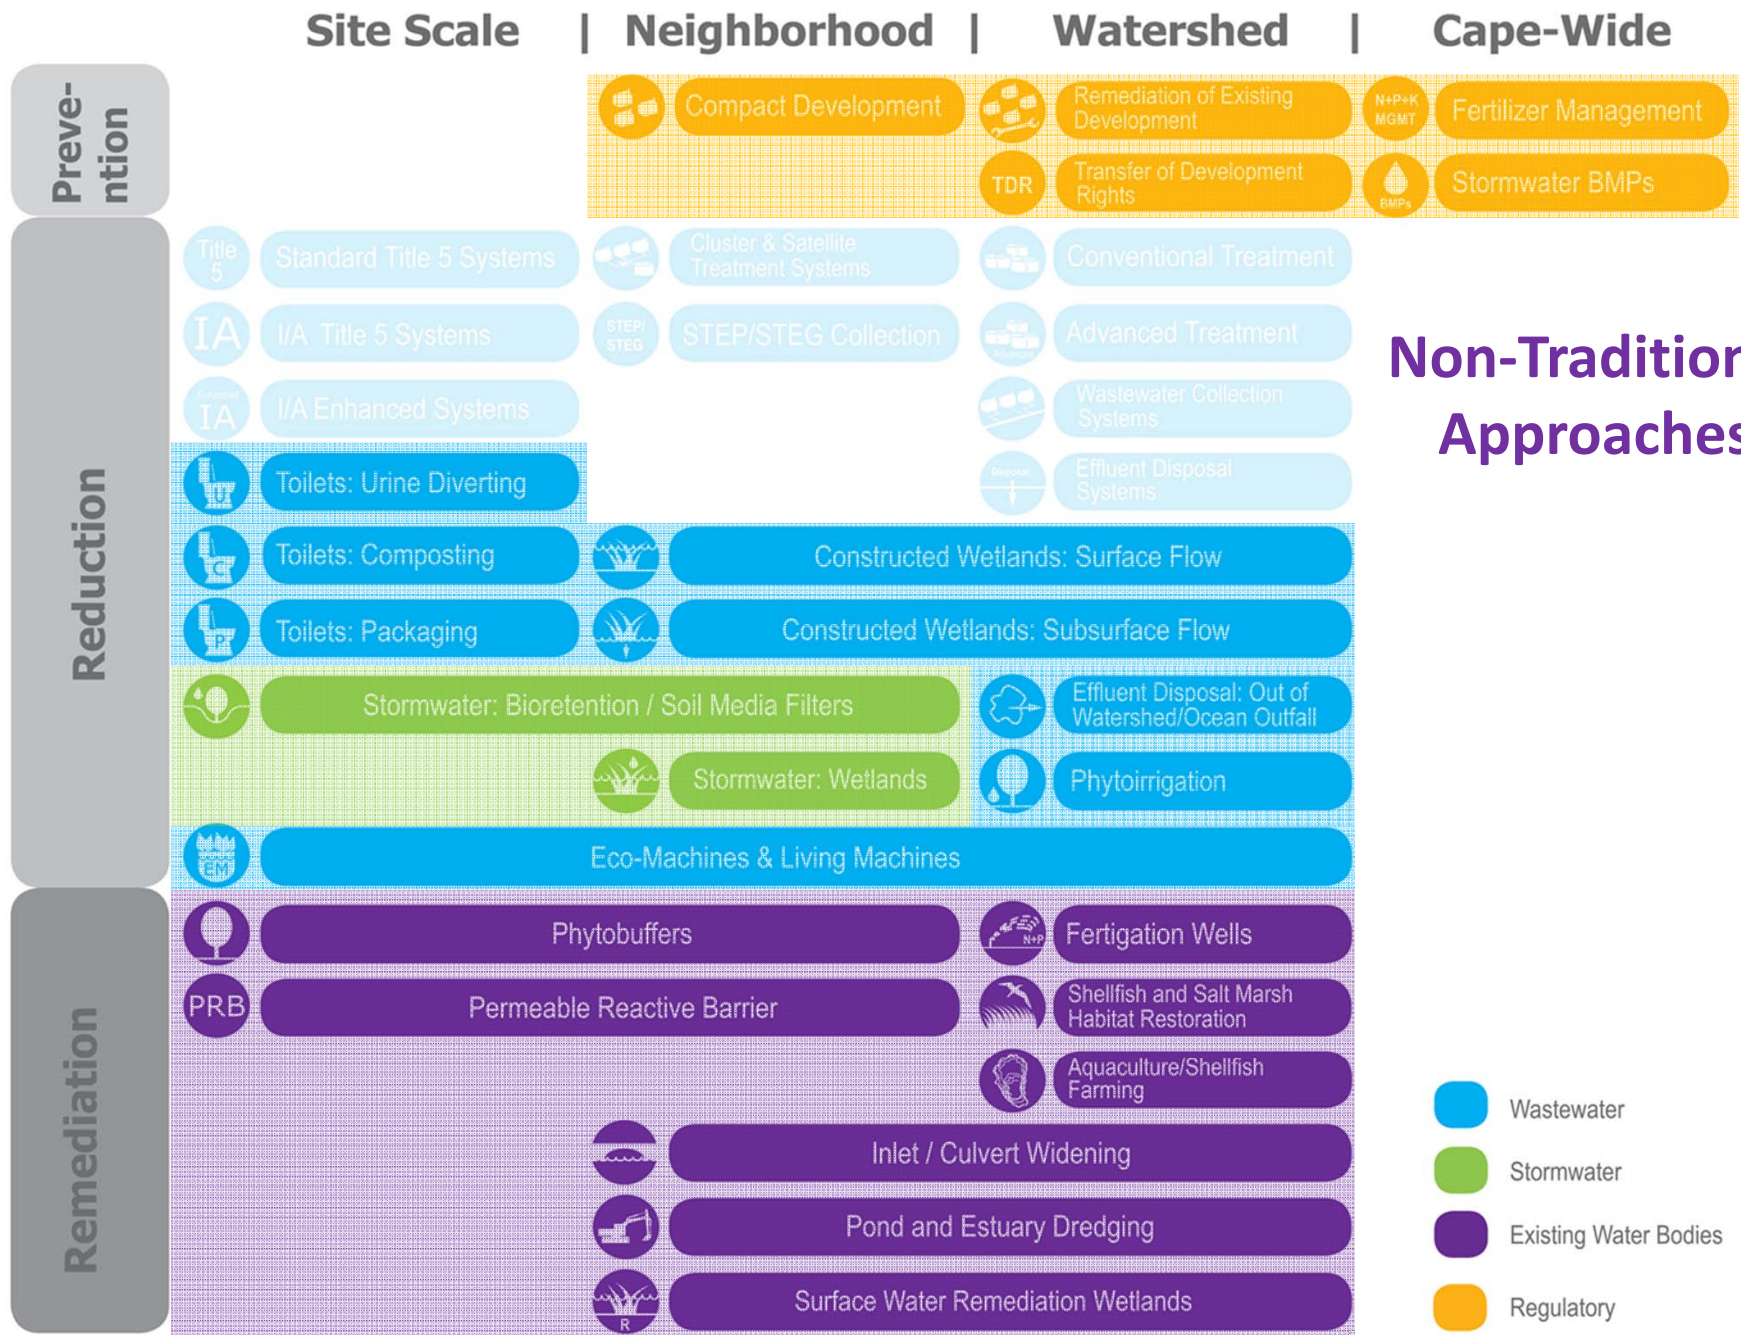 Site Scale | Neighborhood | Watershed | Cape-Wide
Preve-
ntion
Compact Development
Remediation of Existing
Development
N+P+K
MGMT
Fertilizer Management
TDR
Transfer of Development
Rights
BMPs
Stormwater BMPs
Reduction
Title
5
Standard Title 5 Systems
Cluster & Satellite
Treatment Systems
Conventional Treatment
IA
I/A Title 5 Systems
STEP/
STEG
STEP/STEG Collection
Advanced
Advanced Treatment
Non-Tradition
Approaches
Enhanced
IA
I/A Enhanced Systems
Wastewater Collection
Systems
U
Toilets: Urine Diverting
Disposal
Effluent Disposal
Systems
C
Toilets: Composting
Constructed Wetlands: Surface Flow
P
Toilets: Packaging
Constructed Wetlands: Subsurface Flow
Stormwater: Bioretention / Soil Media Filters
Effluent Disposal: Out of
Watershed/Ocean Outfall
Stormwater: Wetlands
Phytoirrigation
EM
Eco-Machines & Living Machines
Remediation
Phytobuffers
N+P
Fertigation Wells
PRB
Permeable Reactive Barrier
Shellfish and Salt Marsh
Habitat Restoration
Aquaculture/Shellfish
Farming
Inlet / Culvert Widening
Pond and Estuary Dredging
R
Surface Water Remediation Wetlands
Wastewater
Stormwater
Existing Water Bodies
Regulatory